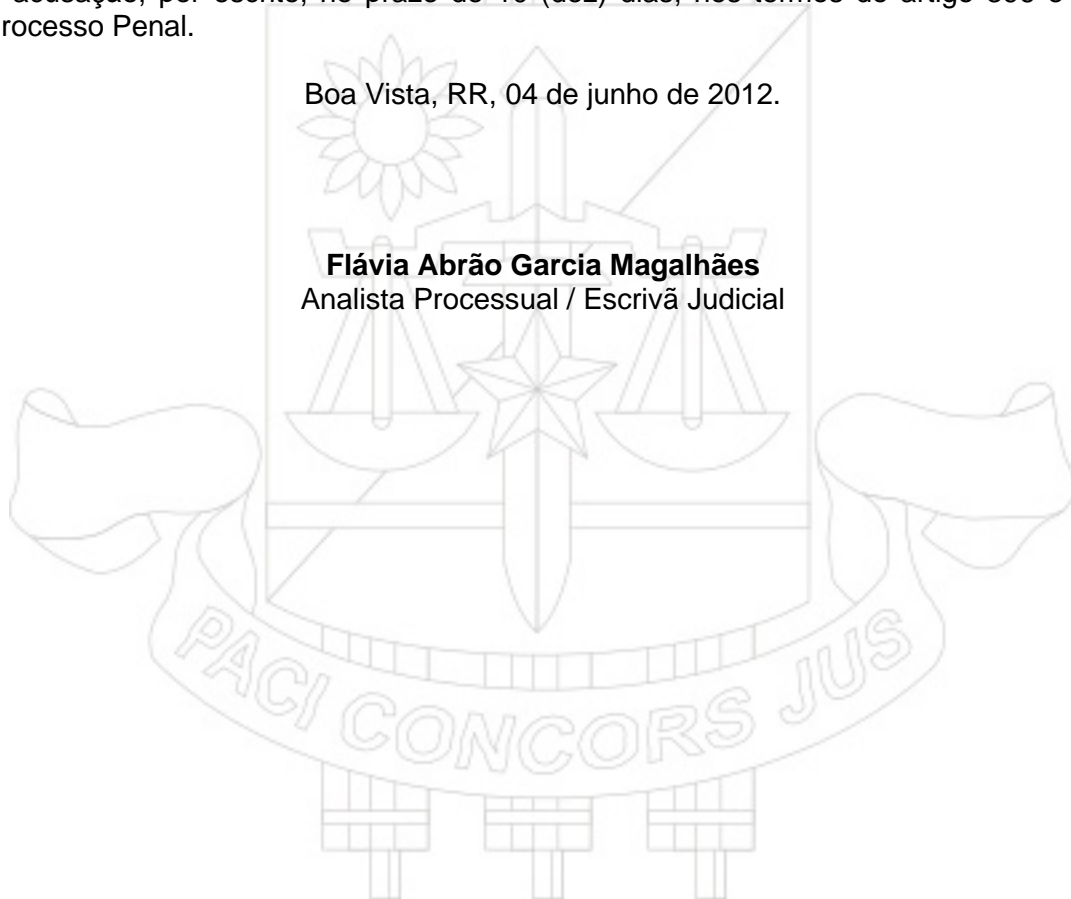 acusação, por escrito, no prazo de 10 (dez) dias, nos termos do artigo
rocesso Penal.
Boa Vista, RR, 04 de junho de 2012.
Flávia Abrão Garcia Magalhães
Analista Processual / Escrivã Judicial
PACI CONCORS JUS